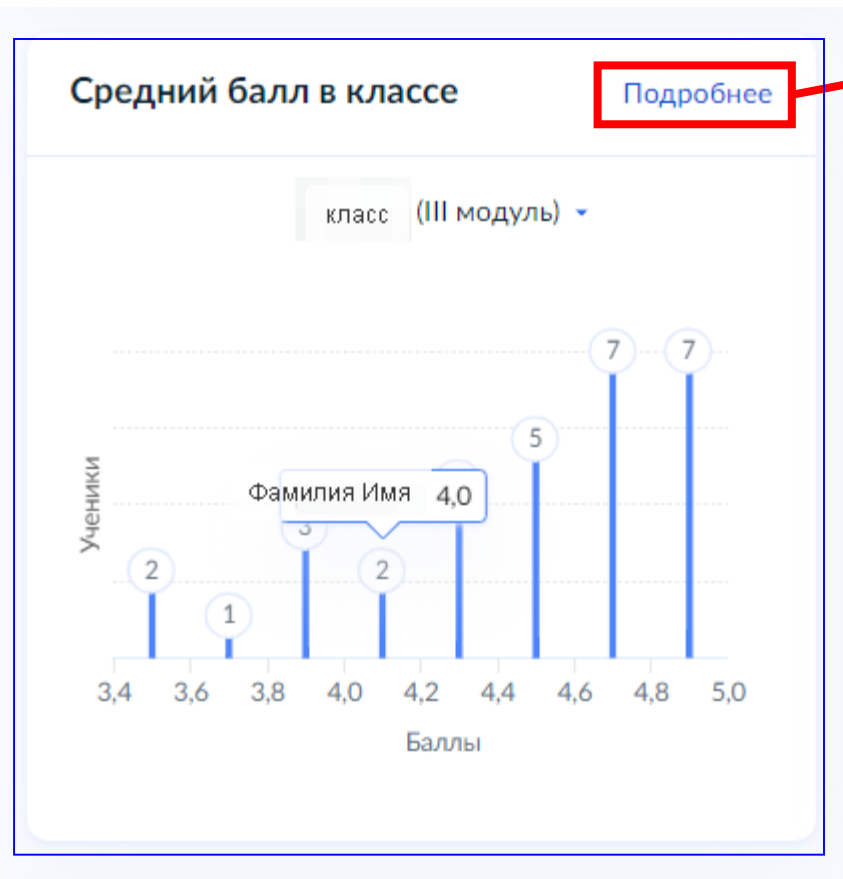 Средний балл в классе
Подробнее
класс (III модуль)
7 7
5
Фамилия Имя 4,0
3
2 2
1
Ученики
3,4 3,6 3,8 4,0 4,2 4,4 4,6 4,8 5,0
Баллы